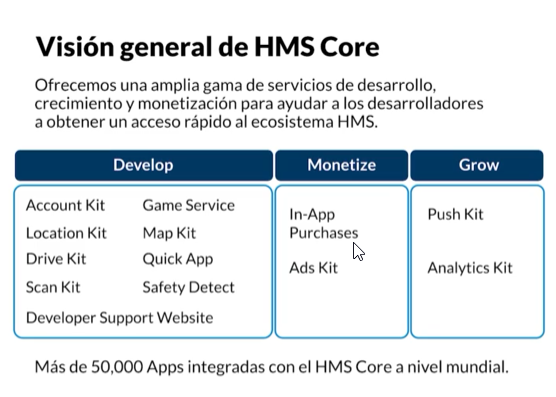 Visión general de HMS Core
Ofrecemos una amplia gama de servicios de desarrollo,
crecimiento y monetización para ayudar a los desarrolladores
a obtener un acceso rápido al ecosistema HMS.
Develop
Account Kit
Game Service
Location Kit
Map Kit
Drive Kit
Quick App
Scan Kit
Safety Detect
Developer Support Website
Monetize
In-App
Purchases
Ads Kit
Grow
Push Kit
Analytics Kit
Más de 50,000 Apps integradas con el HMS Core a nivel mundial.